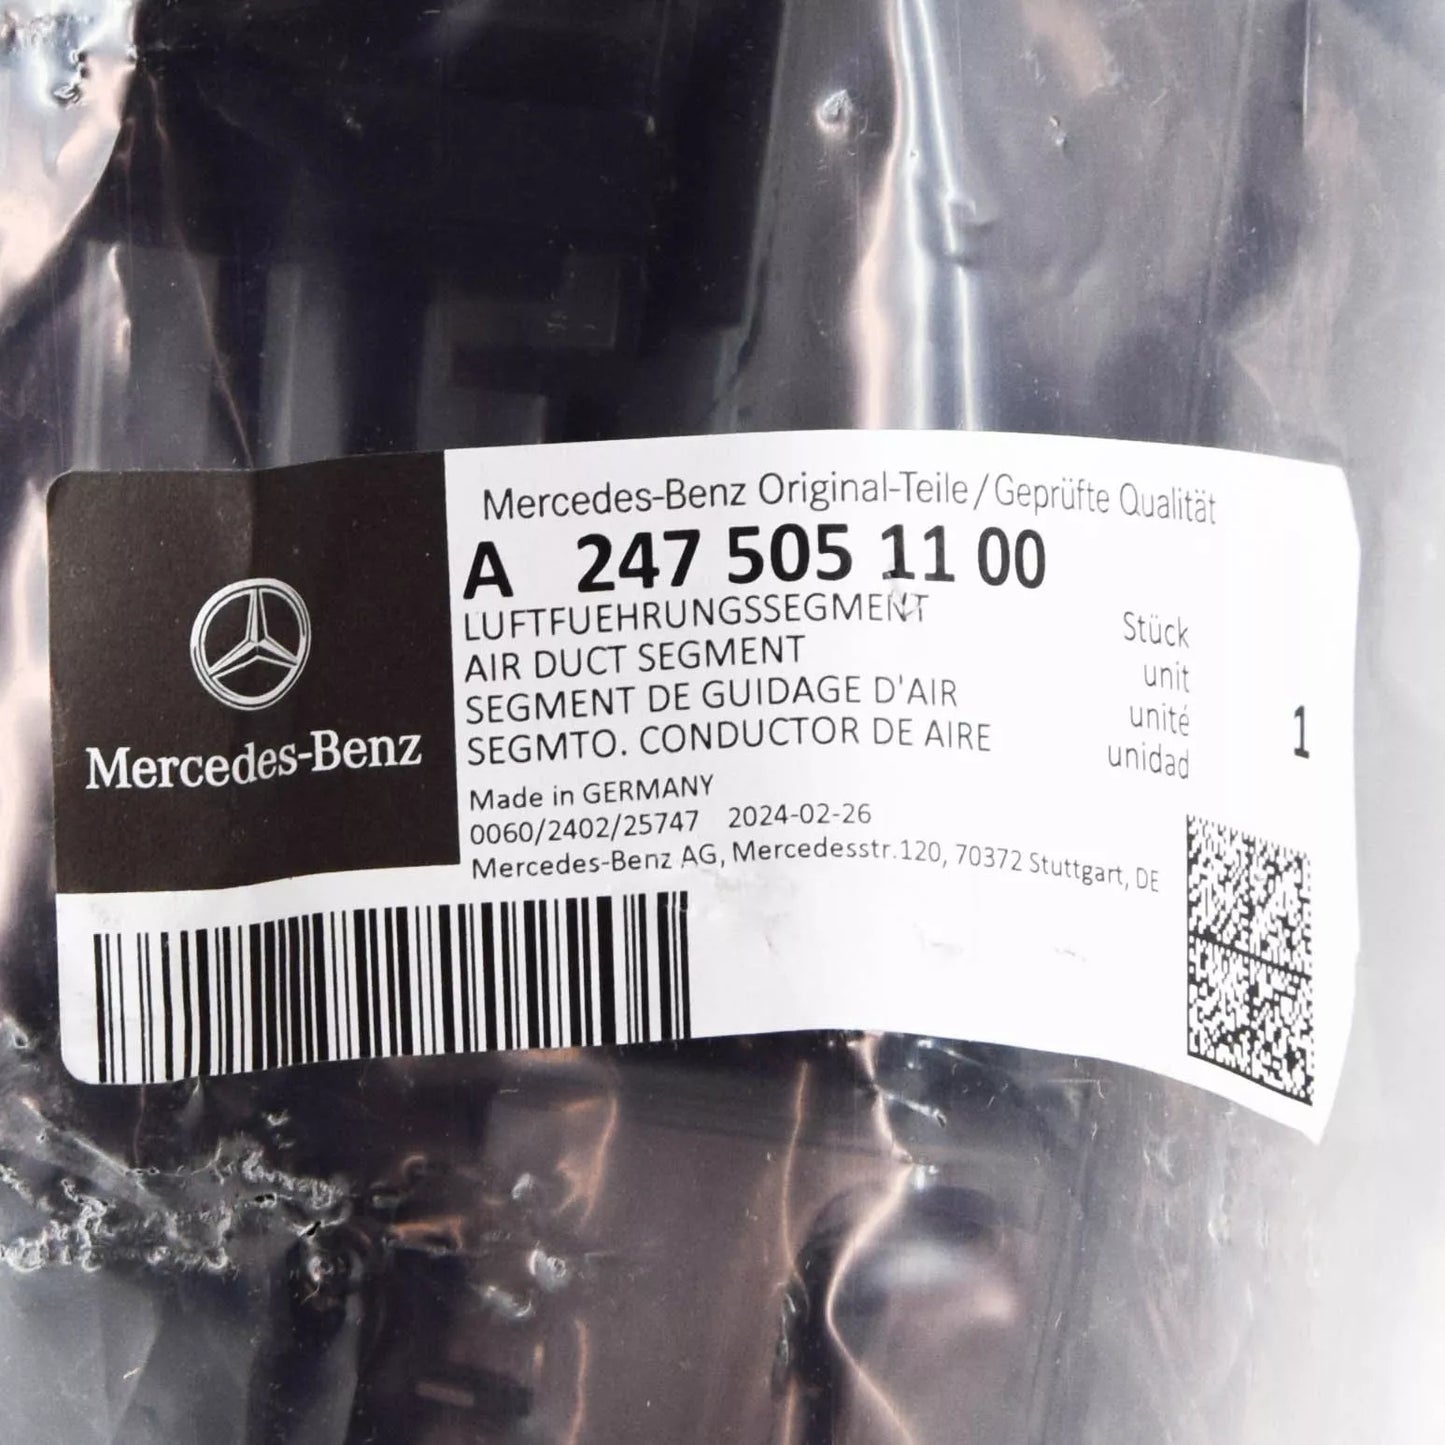 Mercedes-Benz Original-Teile/Geprüfte Qualität
A 247 505 11 00
LUFTFUEHRUNGSSEGMENT
AIR DUCT SEGMENT
SEGMENT DE GUIDAGE D'AIR
SEGMTO. CONDUCTOR DE AIRE
Stück
unit
unité
unidad
1
Mercedes-Benz
Made in GERMANY
0060/2402/25747 2024-02-26
Mercedes-Benz AG, Mercedesstr.120, 70372 Stuttgart, DE